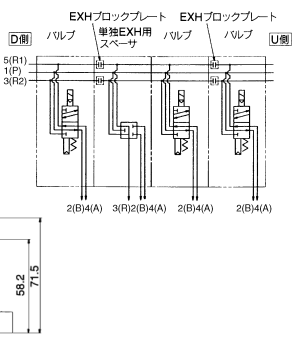 EXHブロックプレート
EXHブロックプレート
D側
バルブ
単独EXH用
スペーサ
バルブ
バルブ
U側
5(R1)
1(P)
3(R2)
2(B)4(A)
3(R)2(B)4(A)
2(B)4(A)
2(B)4(A)
58.2
71.5